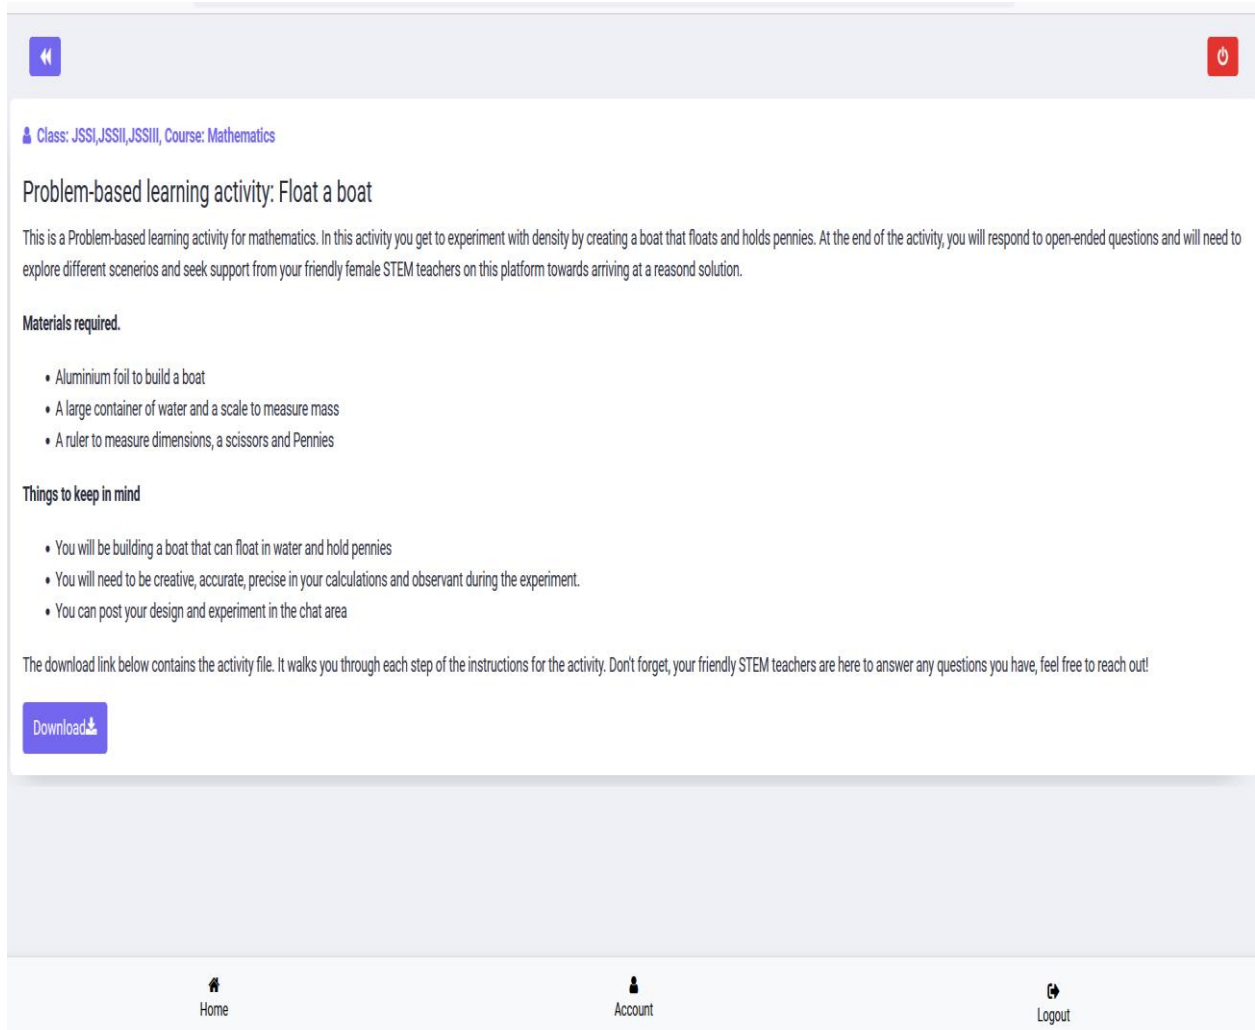 Class: JSSI,JSSII,JSSIII, Course: Mathematics
Problem-based learning activity: Float a boat
This is a Problem-based learning activity for mathematics. In this activity you get to experiment with density by creating a boat that floats and holds pennies. At the end of the activity, you will respond to open-ended questions and will need to
explore different scenerios and seek support from your friendly female STEM teachers on this platform towards arriving at a reasond solution.
Materials required.
• Aluminium foil to build a boat
• A large container of water and a scale to measure mass
• A ruler to measure dimensions, a scissors and Pennies
Things to keep in mind
• You will be building a boat that can float in water and hold pennies
• You will need to be creative, accurate, precise in your calculations and observant during the experiment.
• You can post your design and experiment in the chat area
The download link below contains the activity file. It walks you through each step of the instructions for the activity. Don't forget, your friendly STEM teachers are here to answer any questions you have, feel free to reach out!
Download
Home
Account
Logout